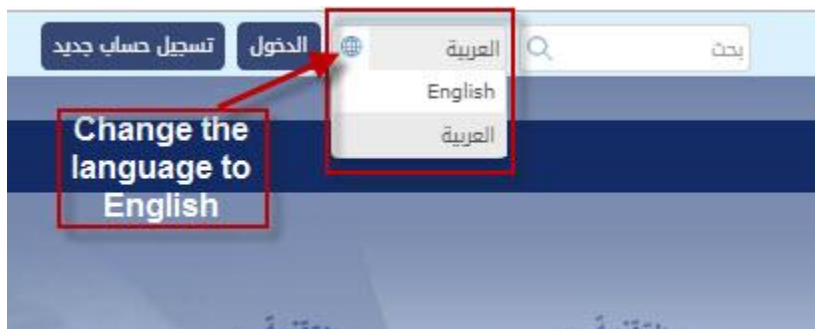 بحث
العربية
English
العربية
الدخول
تسجيل حساب جديد
Change the
language to
English